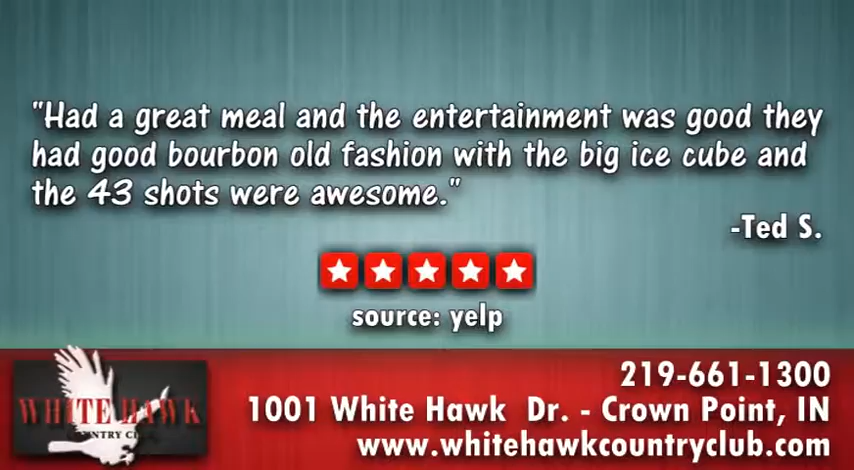 "Had a great meal and the entertainment was good they
had good bourbon old fashion with the big ice cube and
the 43 shots were awesome."
-Ted S.
source: yelp
219-661-1300
1001 White Hawk Dr. - Crown Point, IN
www.whitehawkcountryclub.com
WHITE HAWK